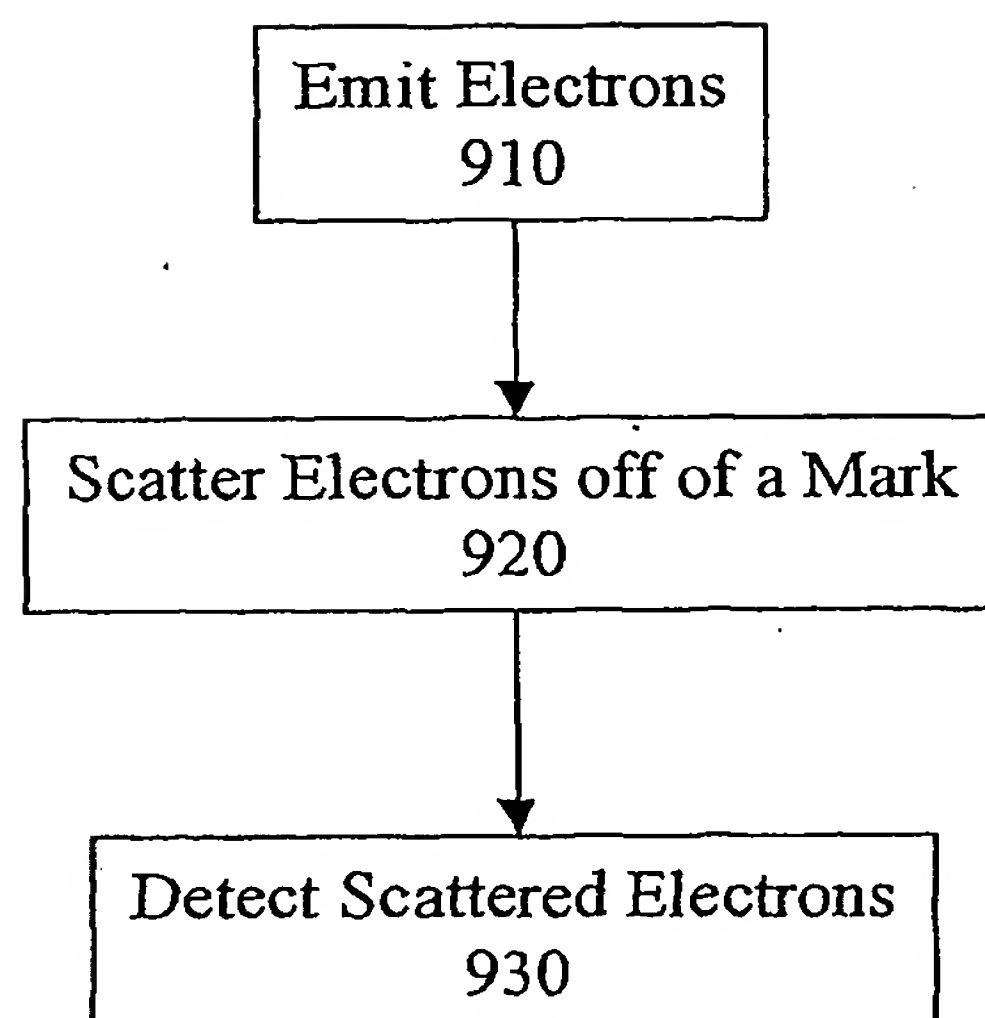 Emit Electrons
910
Scatter Electrons off of a Mark
920
Detect Scattered Electrons
930